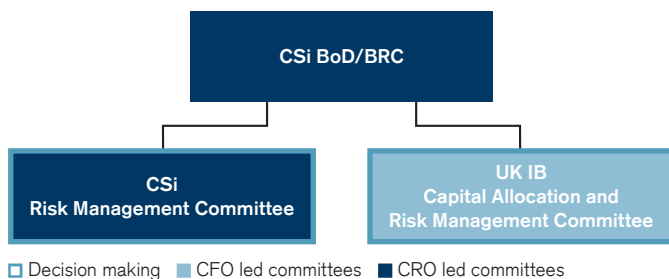 CSi BoD/BRC
CSi
Risk Management Committee
UK IB
Capital Allocation and
Risk Management Committee
Decision making CFO led committees CRO led committees